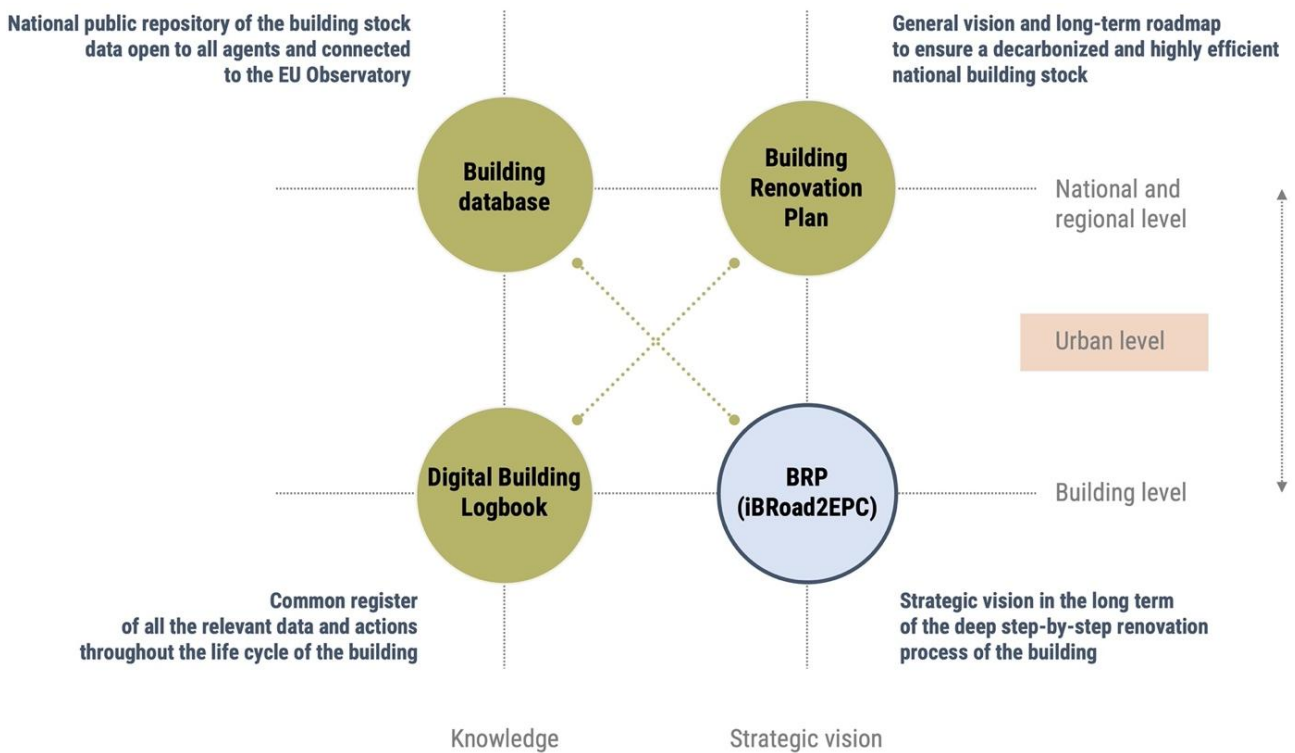 National public repository of the building stock
data open to all agents and connected
to the EU Observatory
General vision and long-term roadmap
to ensure a decarbonized and highly efficient
national building stock
Building
database
Building
Renovation
Plan
National and
regional level
Urban level
Digital Building
Logbook
BRP
(iBRoad2EPC)
Building level
Common register
of all the relevant data and actions
throughout the life cycle of the building
Strategic vision in the long term
of the deep step-by-step renovation
process of the building
Knowledge
Strategic vision